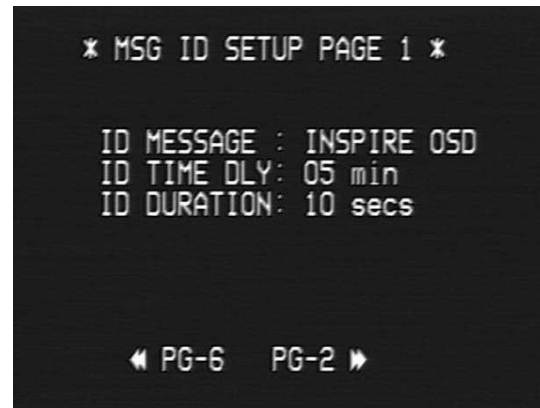 * MSG ID SETUP PAGE 1 *
ID MESSAGE : INSPIRE OSD
ID TIME DLY: 05 min
ID DURATION: 10 secs
◀◀ PG-6 PG-2 ▶▶